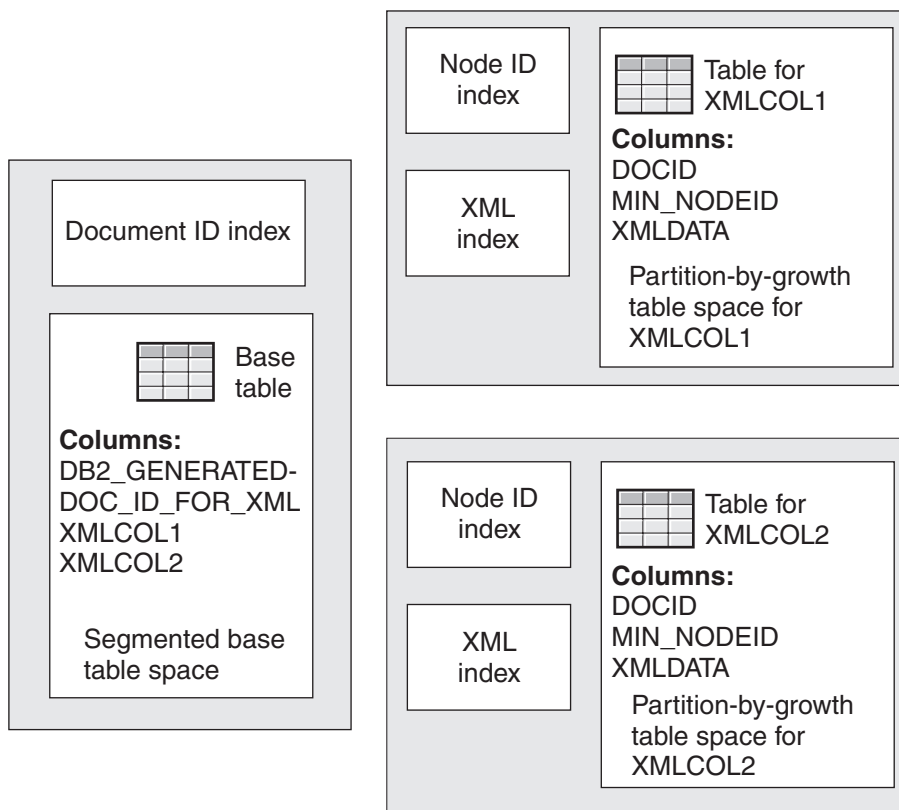 Document ID index
Base
table
Columns:
DB2_GENERATED-
DOC_ID_FOR_XML
XMLCOL1
XMLCOL2
Segmented base
table space
Node ID
index
XML
index
Table for
XMLCOL1
Columns:
DOCID
MIN_NODEID
XMLDATA
Partition-by-growth
table space for
XMLCOL1
Node ID
index
XML
index
Table for
XMLCOL2
Columns:
DOCID
MIN_NODEID
XMLDATA
Partition-by-growth
table space for
XMLCOL2